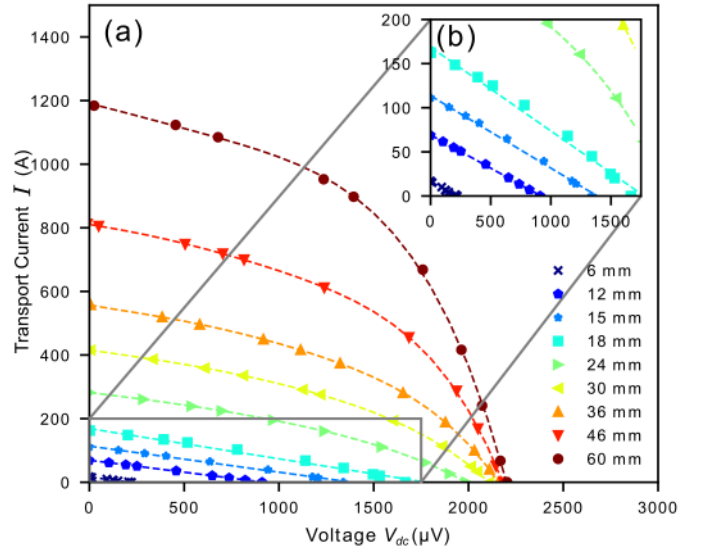 (a)
(b)
1400
1200
1000
800
600
400
200
0
Transport Current I (A)
200
150
100
50
0
0
500
1000
1500
6 mm
12 mm
15 mm
18 mm
24 mm
30 mm
36 mm
46 mm
60 mm
0
500
1000
1500
2000
2500
3000
Voltage V_dc(μV)